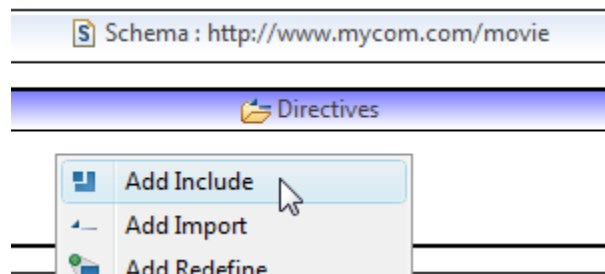 Schema : http://www.mycom.com/movie
Directives
Add Include
Add Import
Add Redefine